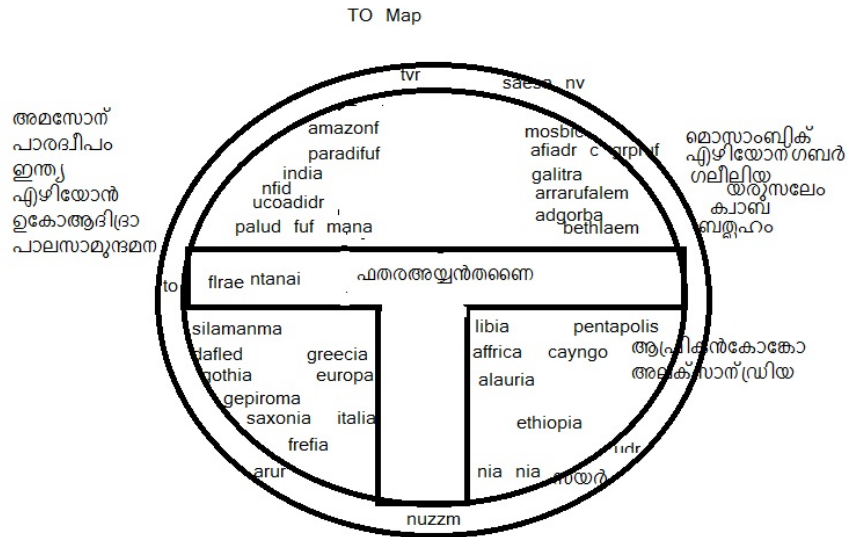 TO Map
tvr
nv
അമസോന്
പാരദ്വീപം
ഇന്ത്യ
എഴിയോൻ
ഉകോആദിദ്രാ
പാലസാമുന്ദമന
amazonf
paradifuf
india
nfid
ucoadidr
palud fuf mana
mosbic
afiadr c grpruf
galitra
arrarufalem
adgorba
bethlaem
മൊസാംബിക്
എഴിയോന്ഗബർ
ഗലീലിയ
യരുസലേം
ക്വാബ്
ബത്ലഹം
to
flrae ntanai
ഫതരഅയ്യൻതണൈ
silamanma
dafled greecia
gothia europa
gepiroma
saxonia italia
frefia
arur
libia pentapolis
affrica cayngo
alauria
ethiopia
udr
nia nia സയർ
ആഫ്രിക്കൻകോങ്കോ
അലക്സാന്ഡ്രിയ
nuzzm